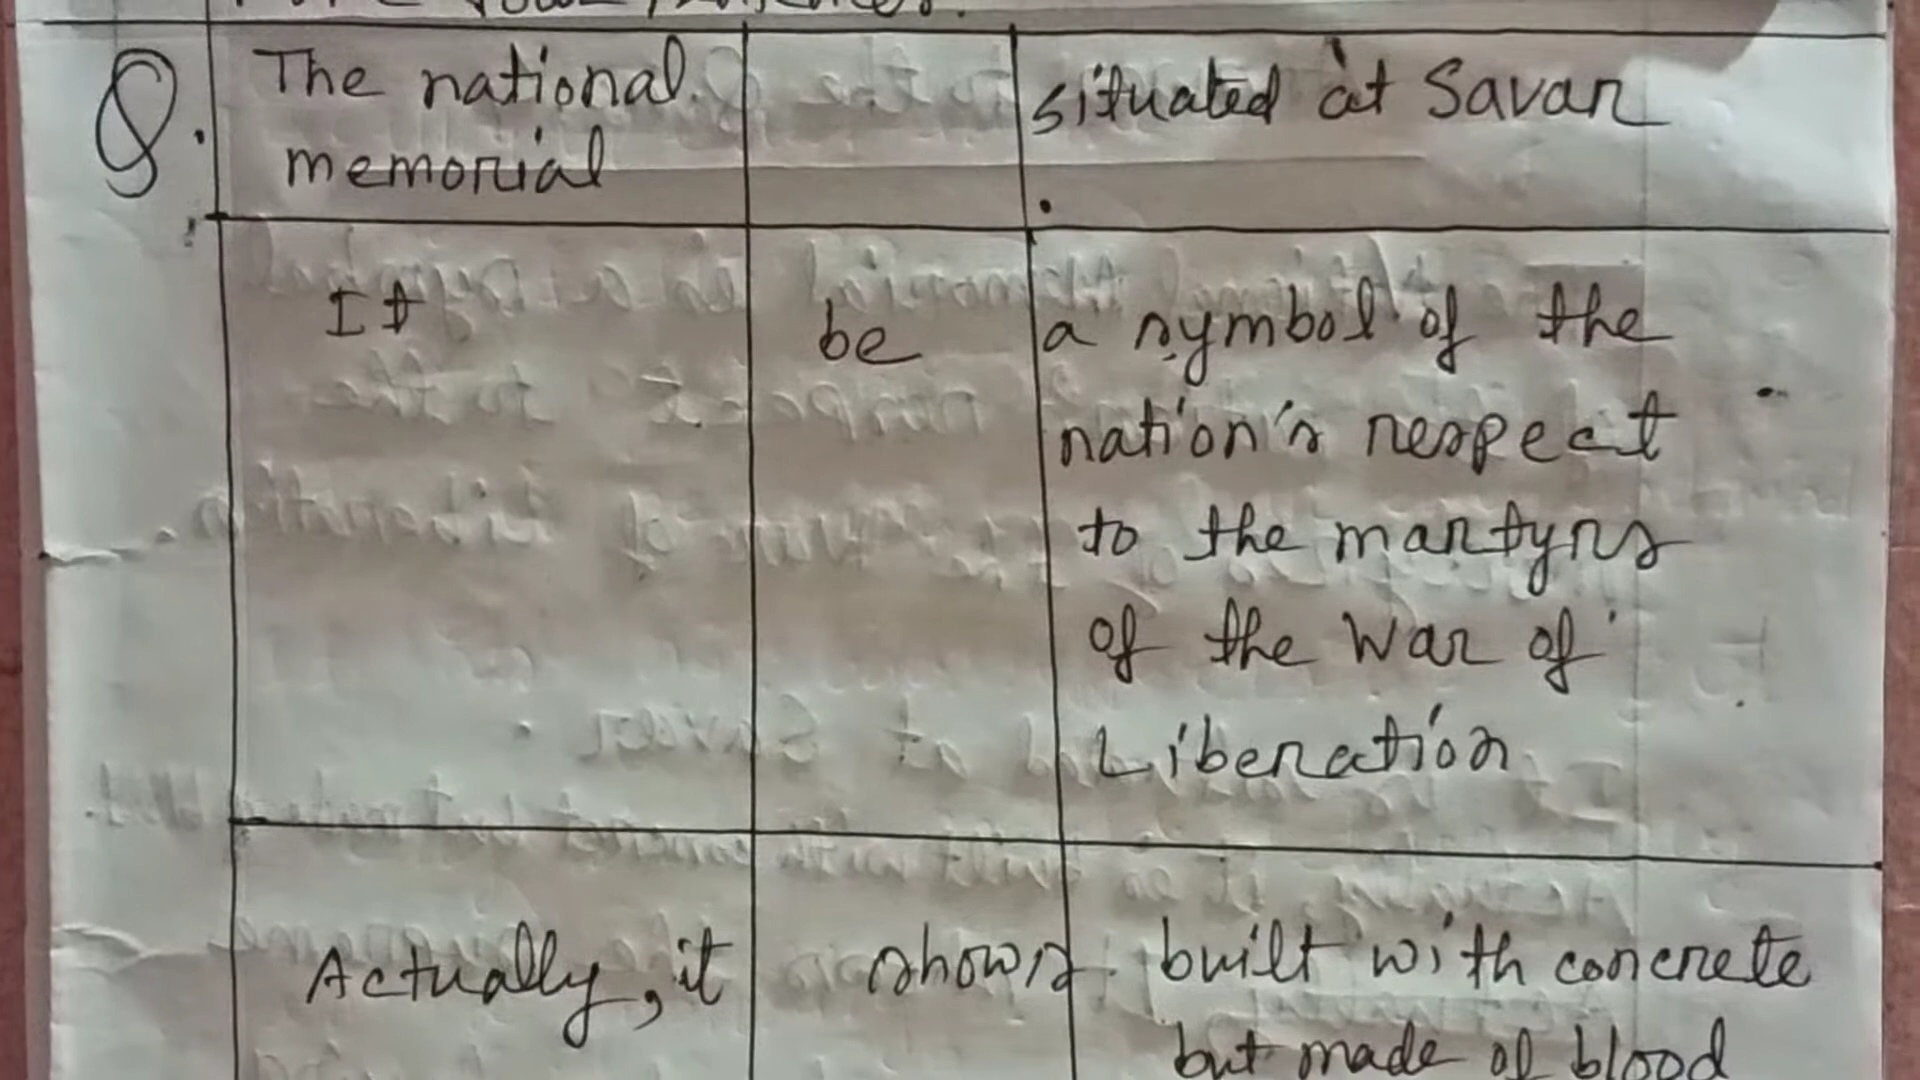 Q. The national situated at Savar
memorial .
It be a symbol of the
nation's respect
to the martyrs
of the War of
Liberation
Actually, it shows built with concrete
but made of blood